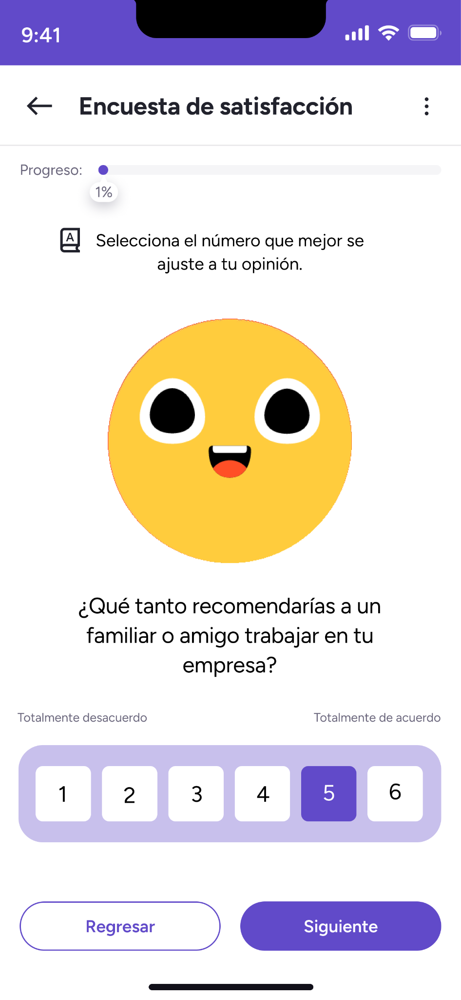 9:41
Encuesta de satisfacción
Progreso:
1%
A
Selecciona el número que mejor se
ajuste a tu opinión.
¿Qué tanto recomendarías a un
familiar o amigo trabajar en tu
empresa?
Totalmente desacuerdo
Totalmente de acuerdo
1 2 3 4 5 6
Regresar
Siguiente